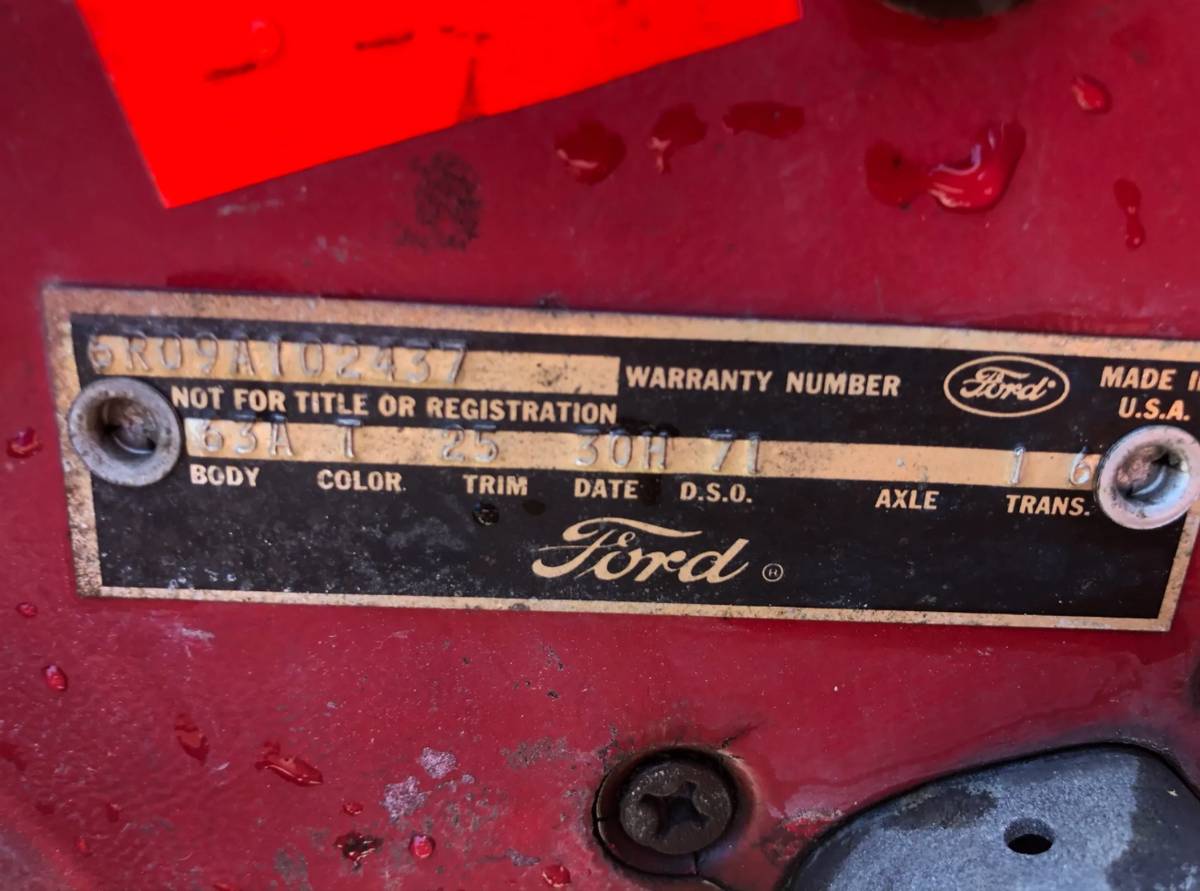 6R09A102437
WARRANTY NUMBER
Ford
MADE I
U.S.A.
NOT FOR TITLE OR REGISTRATION
63A T 25 30H 71 1 6
BODY COLOR TRIM DATE D.S.O. AXLE TRANS.
Ford ®